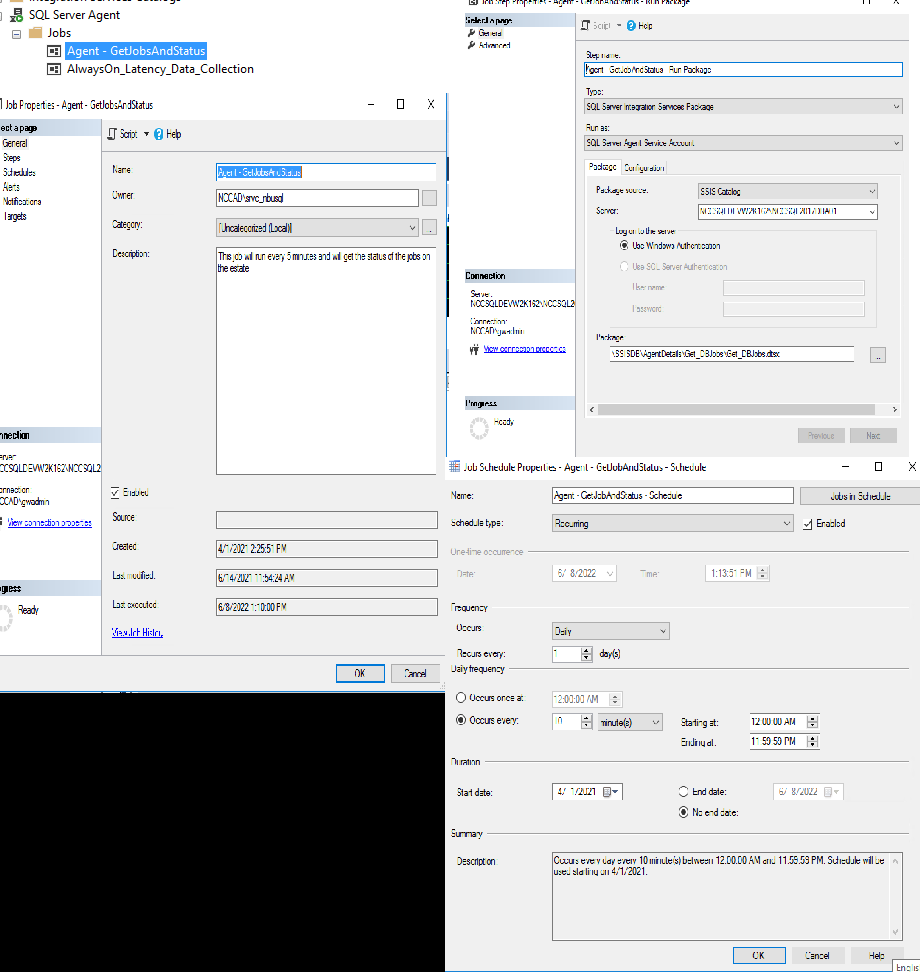 SQL Server Agent
Jobs
Agent - GetJobsAndStatus
AlwaysOn_Latency_Data_Collection
Job Properties - Agent - GetJobsAndStatus
ect a page
General
Steps
Schedules
Alerts
Notifications
Targets
Script
Help
Name:
Agent - GetJobsAndStatus
Owner:
NCCAD\srvc_nbusql
Category:
[Uncategorized (Local)]
...
Description:
This job will run every 5 minutes and will get the status of the jobs on
the estate
Enabled
Source:
Created:
4/1/2021 2:25:51 PM
Last modified:
6/14/2021 11:54:24 AM
Last executed:
6/8/2022 1:10:00 PM
View Job History
onnection
erver:
CCSQLDEVW2K162\NCCSQL2
onnection:
CCAD\gwadmin
View connection properties
ogress
Ready
OK
Cancel
Job Step Properties - Agent - GetJobAndStatus - Run Package
Select a page
General
Advanced
Script
Help
Step name:
Agent - GetJobAndStatus - Run Package
Type:
SQL Server Integration Services Package
Run as:
SQL Server Agent Service Account
Package
Configuration
Package source:
SSIS Catalog
Server:
NCCSQLDEVW2K162\NCCSQL2017DBA01
Log on to the server
Use Windows Authentication
Use SQL Server Authentication
User name:
Password:
Package:
\SSISDB\AgentDetails\Get_DBJobs\Get_DBJobs.dtsx
...
Connection
Server:
NCCSQLDEVW2K162\NCCSQL2
Connection:
NCCAD\gwadmin
View connection properties
Progress
Ready
Previous
Next
Job Schedule Properties - Agent - GetJobAndStatus - Schedule
Name:
Agent - GetJobAndStatus - Schedule
Jobs in Schedule
Schedule type:
Recurring
Enabled
One-time occurrence
Date:
6/ 8/2022
Time:
1:13:51 PM
Frequency
Occurs:
Daily
Recurs every:
1
day(s)
Daily frequency
Occurs once at:
12:00:00 AM
Occurs every:
10
minute(s)
Starting at:
12:00:00 AM
Ending at:
11:59:59 PM
Duration
Start date:
4/ 1/2021
End date:
6/ 8/2022
No end date:
Summary
Description:
Occurs every day every 10 minute(s) between 12:00:00 AM and 11:59:59 PM. Schedule will be
used starting on 4/1/2021.
OK
Cancel
Help
Englis